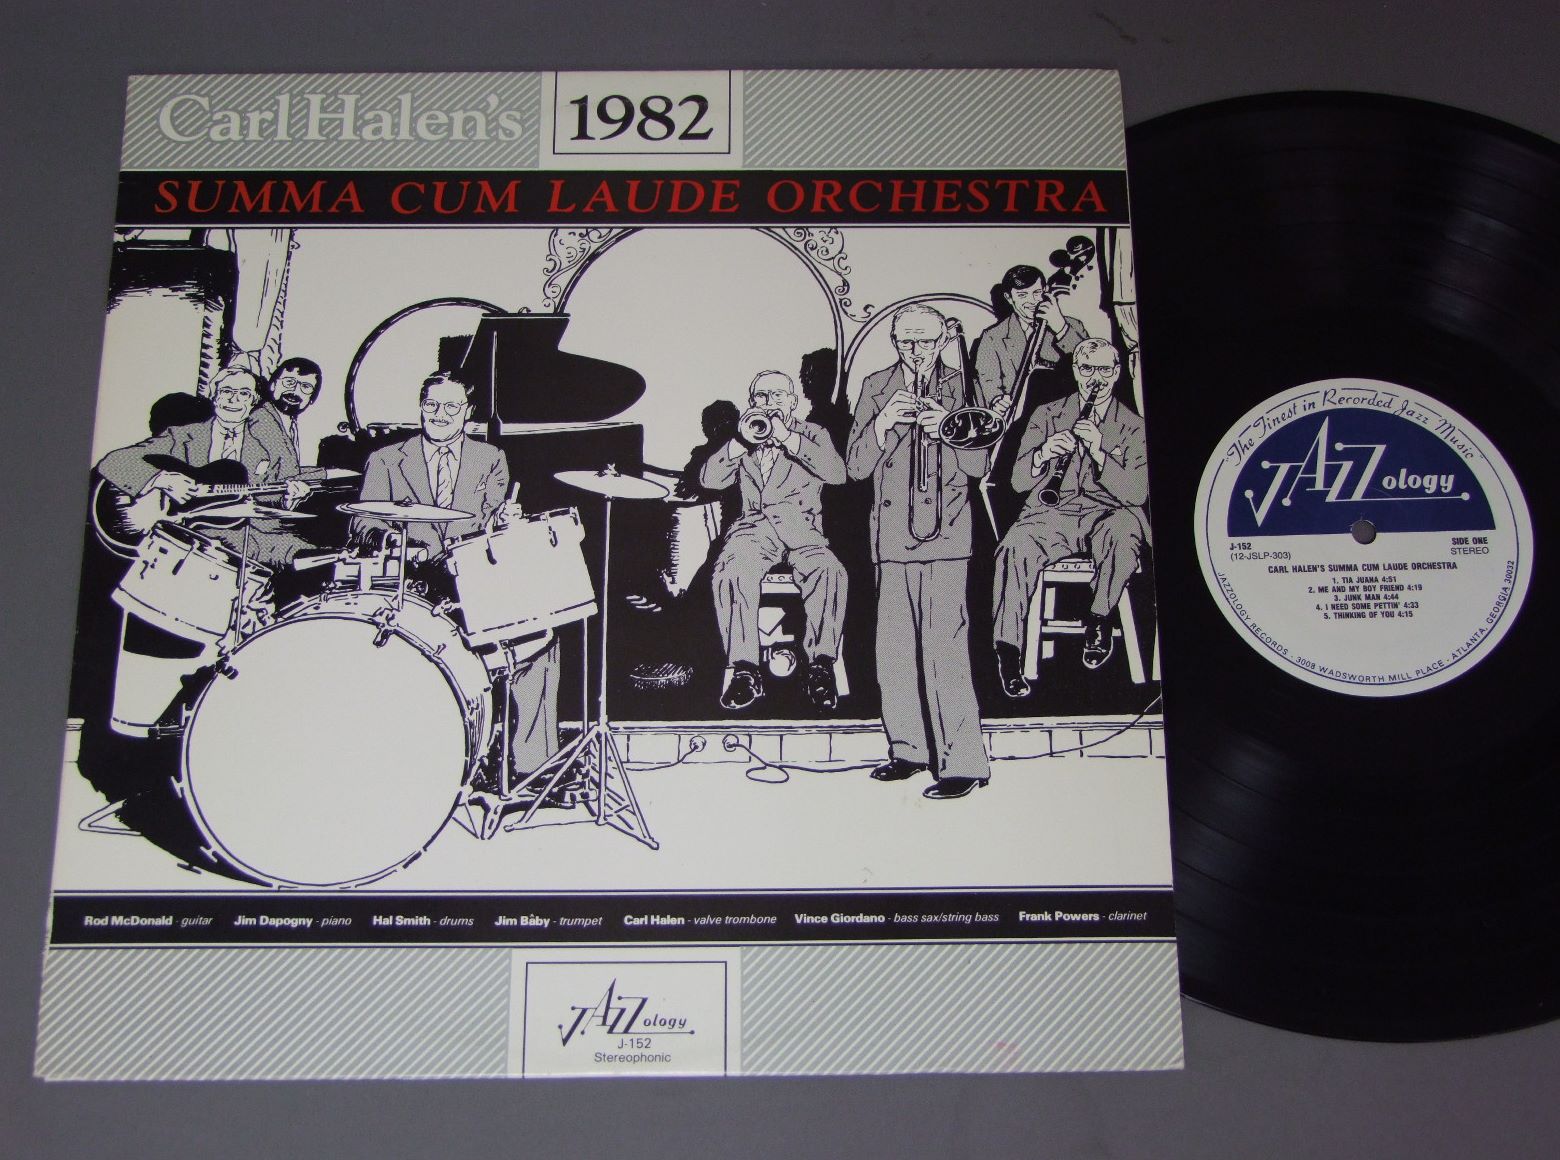 Carl Halen's 1982
SUMMA CUM LAUDE ORCHESTRA
Rod McDonald - guitar Jim Dapogny - piano Hal Smith - drums Jim Bâby - trumpet Carl Halen - valve trombone Vince Giordano - bass sax/string bass Frank Powers - clarinet
JAZZology
J-152
Stereophonic
The Finest in Recorded Jazz Music
JAZZology
J-152 SIDE ONE
(12-JSLP-303) STEREO
CARL HALEN'S SUMMA CUM LAUDE ORCHESTRA
1. TIA JUANA 4:51
2. ME AND MY BOY FRIEND 4:19
3. JUNK MAN 4:44
4. I NEED SOME PETTIN' 4:33
5. THINKING OF YOU 4:15
JAZZOLOGY RECORDS · 3008 WADSWORTH MILL PLACE · ATLANTA, GEORGIA 30032